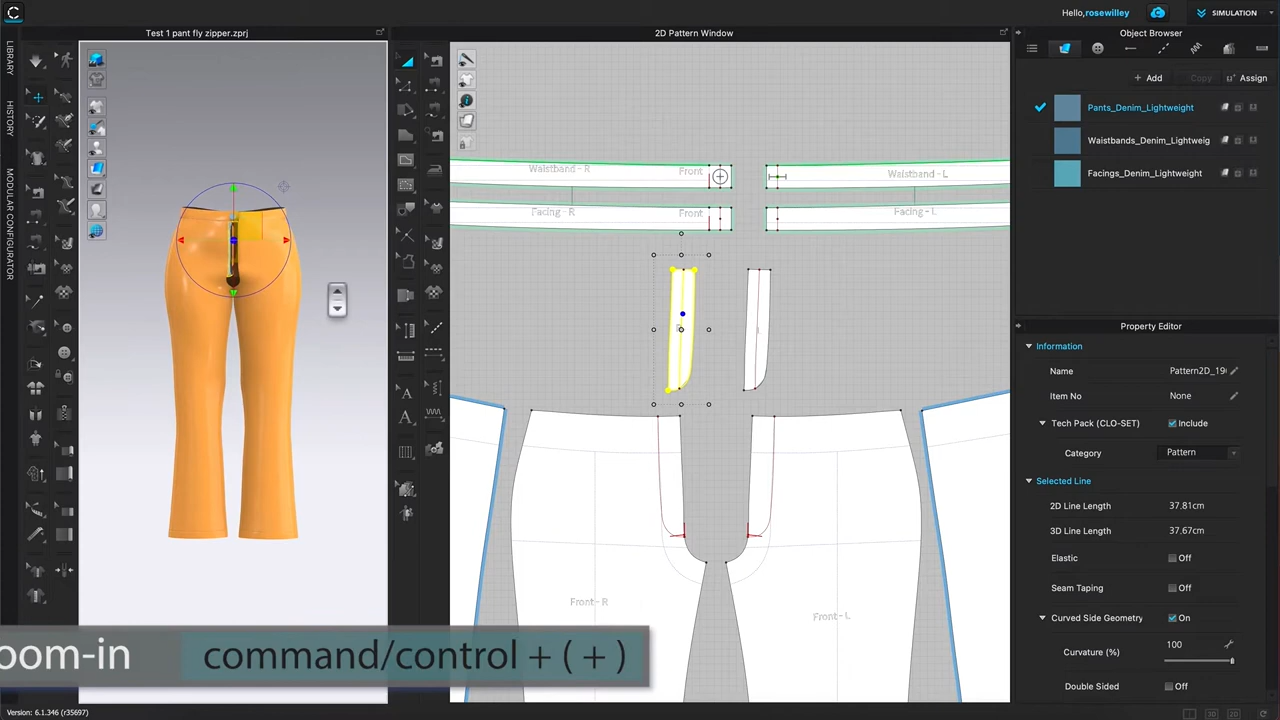 Hello,rosewilley
SIMULATION
Test 1 pant fly zipper.zprj
2D Pattern Window
Object Browser
LIBRARY
HISTORY
MODULAR CONFIGURATOR
Add
Copy
Assign
Pants_Denim_Lightweight
Waistbands_Denim_Lightweig
Facings_Denim_Lightweight
Waistband - R
Front
Waistband - L
Facing - R
Front
Facing - L
Front - R
Front - L
Property Editor
Information
Name
Pattern2D_19
Item No
None
Tech Pack (CLO-SET)
Include
Category
Pattern
Selected Line
2D Line Length
37.81cm
3D Line Length
37.67cm
Elastic
Off
Seam Taping
Off
Curved Side Geometry
On
Curvature (%)
100
Double Sided
Off
oom-in
command/control + ( + )
Version: 6.1.346 (r35697)
3D
2D